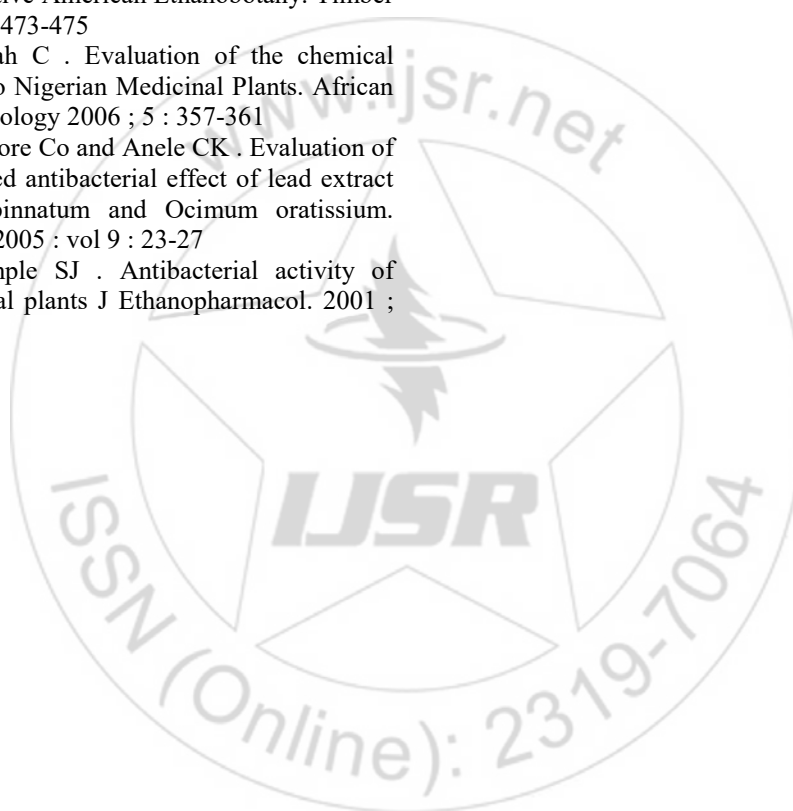 tive American Ethanobotany. Timber
473-475
ah C . Evaluation of the chemical
o Nigerian Medicinal Plants. African
ology 2006 ; 5 : 357-361
ore Co and Anele CK . Evaluation of
ed antibacterial effect of lead extract
pinnatum and Ocimum oratissium.
2005 : vol 9 : 23-27
nple SJ . Antibacterial activity of
al plants J Ethanopharmacol. 2001 ;
www.ijsr.net
IJSR
ISSN (Online): 2319-7064